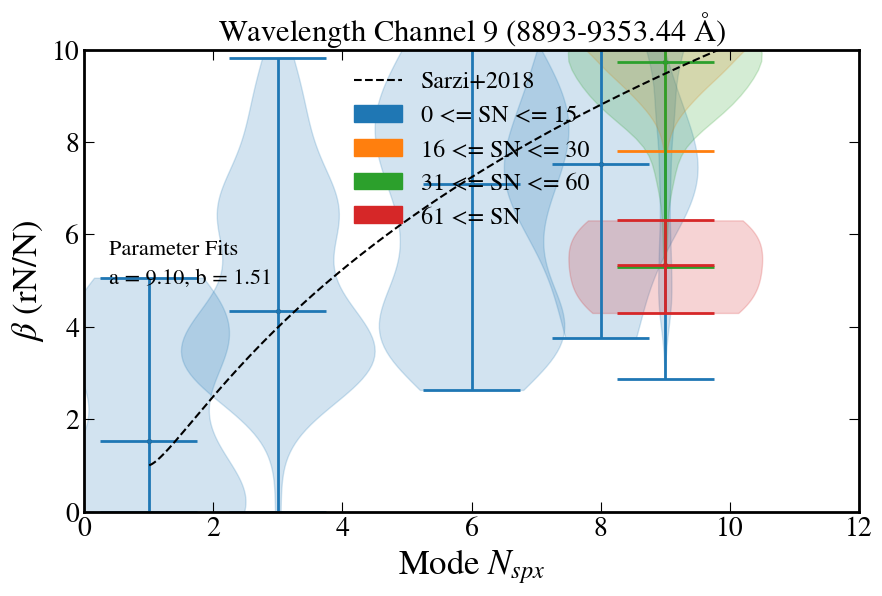 Wavelength Channel 9 (8893-9353.44 Å)
10
8
6
4
2
0
β (rN/N)
Sarzi+2018
0 <= SN <= 15
16 <= SN <= 30
31 <= SN <= 60
61 <= SN
Parameter Fits
a = 9.10, b = 1.51
0 2 4 6 8 10 12
Mode N_{spx}